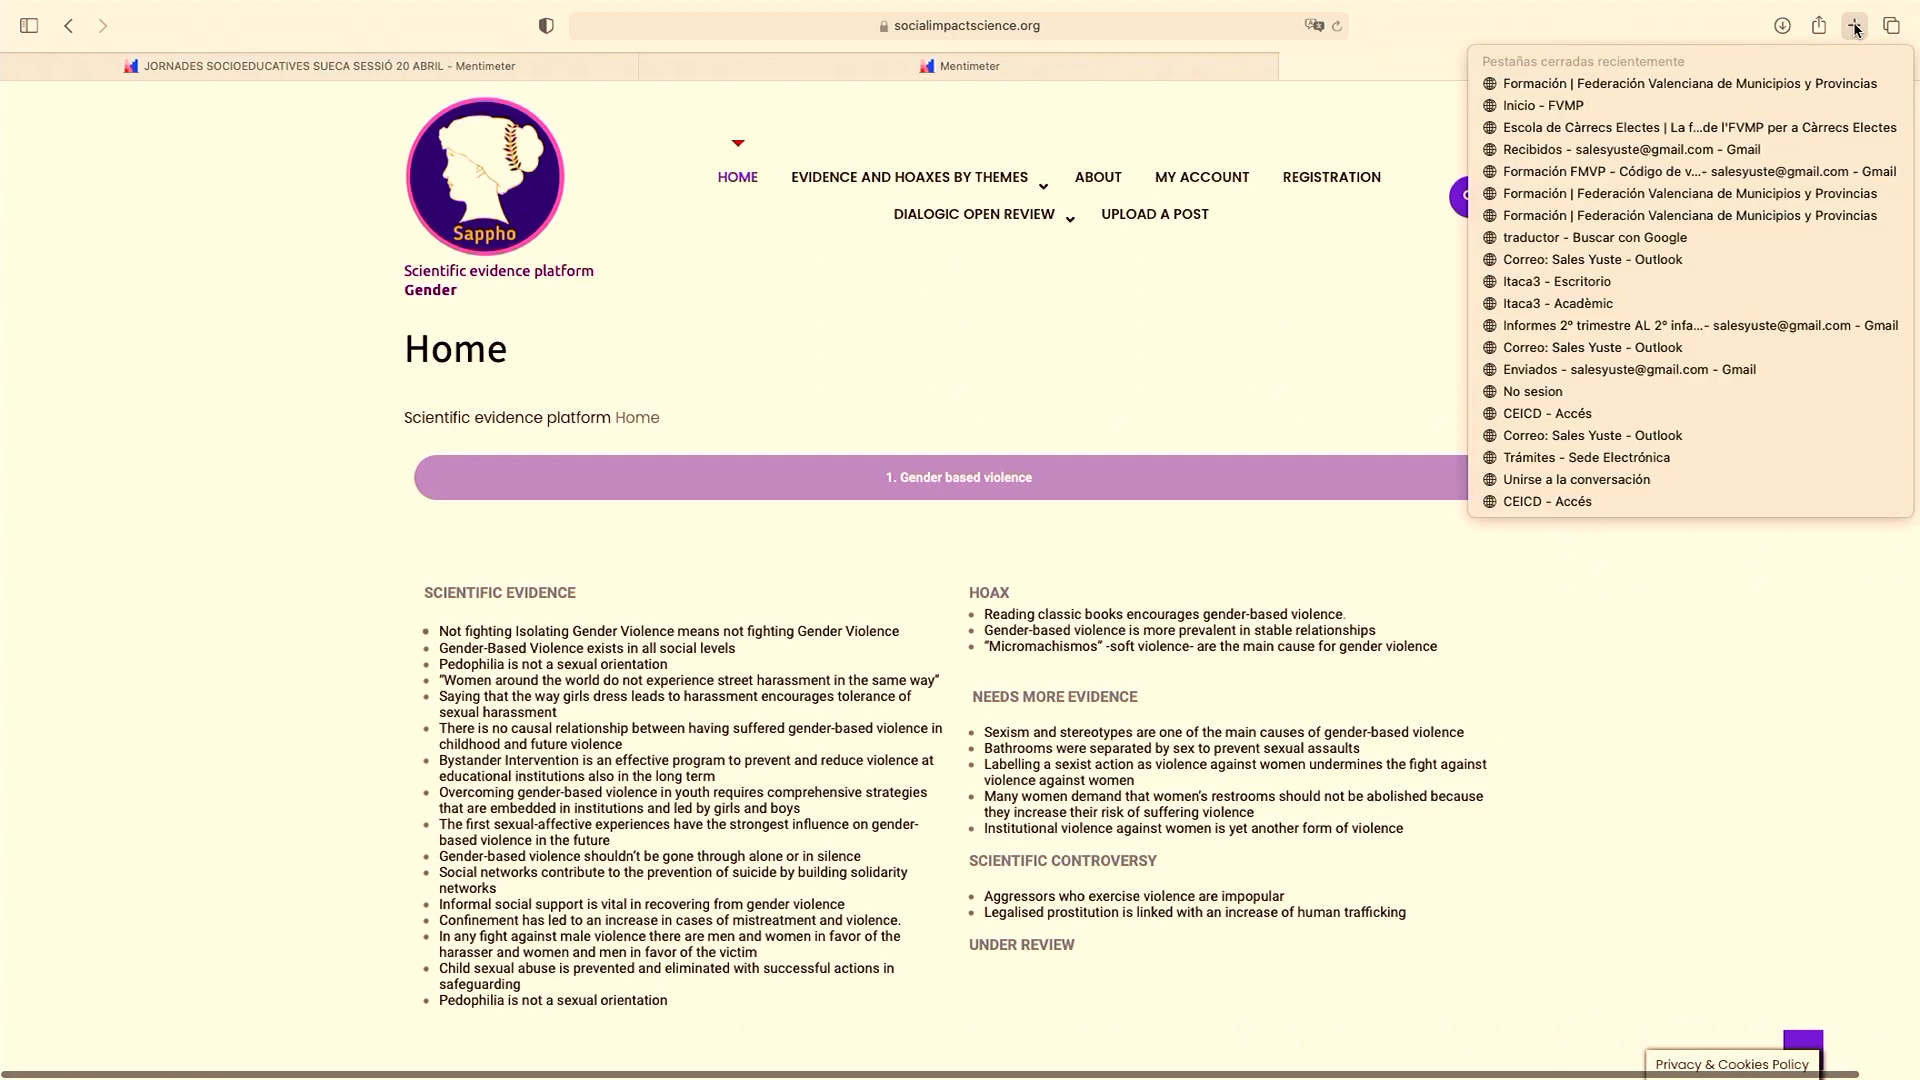 socialimpactscience.org
JORNADES SOCIOEDUCATIVES SUECA SESSIÓ 20 ABRIL - Mentimeter
Mentimeter
Pestañas cerradas recientemente
Formación | Federación Valenciana de Municipios y Provincias
Inicio - FVMP
Escola de Càrrecs Electes | La f...de l'FVMP per a Càrrecs Electes
Recibidos - salesyuste@gmail.com - Gmail
Formación FMVP - Código de v...- salesyuste@gmail.com - Gmail
Formación | Federación Valenciana de Municipios y Provincias
Formación | Federación Valenciana de Municipios y Provincias
traductor - Buscar con Google
Correo: Sales Yuste - Outlook
Itaca3 - Escritorio
Itaca3 - Acadèmic
Informes 2º trimestre AL 2º infa...- salesyuste@gmail.com - Gmail
Correo: Sales Yuste - Outlook
Enviados - salesyuste@gmail.com - Gmail
No sesion
CEICD - Accés
Correo: Sales Yuste - Outlook
Trámites - Sede Electrónica
Unirse a la conversación
CEICD - Accés
Sappho
Scientific evidence platform
Gender
HOME
EVIDENCE AND HOAXES BY THEMES
ABOUT
MY ACCOUNT
REGISTRATION
DIALOGIC OPEN REVIEW
UPLOAD A POST
Home
Scientific evidence platform Home
1. Gender based violence
SCIENTIFIC EVIDENCE
Not fighting Isolating Gender Violence means not fighting Gender Violence
Gender-Based Violence exists in all social levels
Pedophilia is not a sexual orientation
“Women around the world do not experience street harassment in the same way”
Saying that the way girls dress leads to harassment encourages tolerance of
sexual harassment
There is no causal relationship between having suffered gender-based violence in
childhood and future violence
Bystander Intervention is an effective program to prevent and reduce violence at
educational institutions also in the long term
Overcoming gender-based violence in youth requires comprehensive strategies
that are embedded in institutions and led by girls and boys
The first sexual-affective experiences have the strongest influence on gender-
based violence in the future
Gender-based violence shouldn’t be gone through alone or in silence
Social networks contribute to the prevention of suicide by building solidarity
networks
Informal social support is vital in recovering from gender violence
Confinement has led to an increase in cases of mistreatment and violence.
In any fight against male violence there are men and women in favor of the
harasser and women and men in favor of the victim
Child sexual abuse is prevented and eliminated with successful actions in
safeguarding
Pedophilia is not a sexual orientation
HOAX
Reading classic books encourages gender-based violence.
Gender-based violence is more prevalent in stable relationships
“Micromachismos” -soft violence- are the main cause for gender violence
NEEDS MORE EVIDENCE
Sexism and stereotypes are one of the main causes of gender-based violence
Bathrooms were separated by sex to prevent sexual assaults
Labelling a sexist action as violence against women undermines the fight against
violence against women
Many women demand that women’s restrooms should not be abolished because
they increase their risk of suffering violence
Institutional violence against women is yet another form of violence
SCIENTIFIC CONTROVERSY
Aggressors who exercise violence are impopular
Legalised prostitution is linked with an increase of human trafficking
UNDER REVIEW
Privacy & Cookies Policy